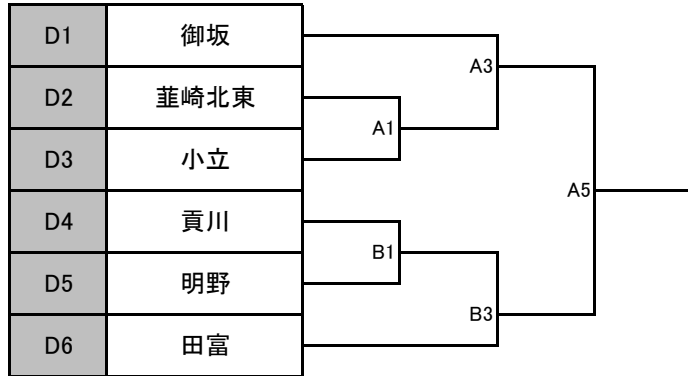 D1 御坂
A3
D2 韮崎北東
A1
D3 小立
A5
D4 貢川
B1
D5 明野
B3
D6 田富